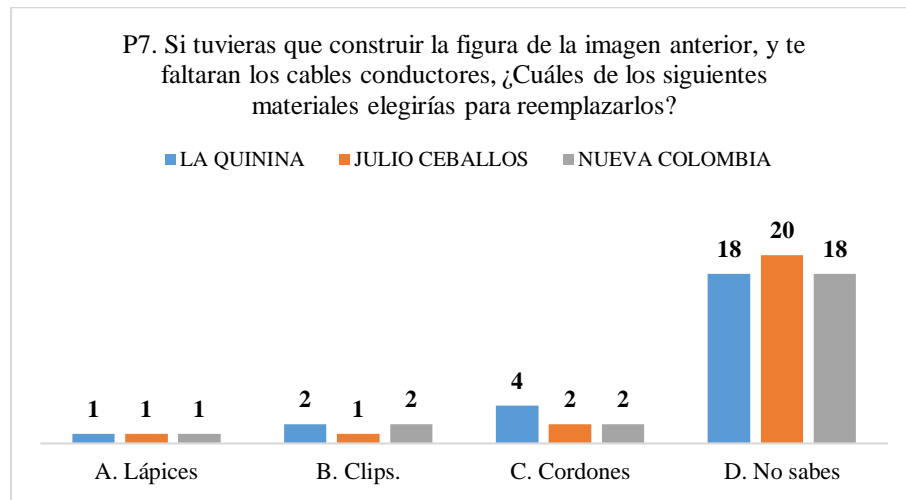 P7. Si tuvieras que construir la figura de la imagen anterior, y te
faltaran los cables conductores, ¿Cuáles de los siguientes
materiales elegirías para reemplazarlos?
LA QUININA JULIO CEBALLOS NUEVA COLOMBIA
1 1 1 2 1 2 4 2 2 18 20 18
A. Lápices B. Clips. C. Cordones D. No sabes